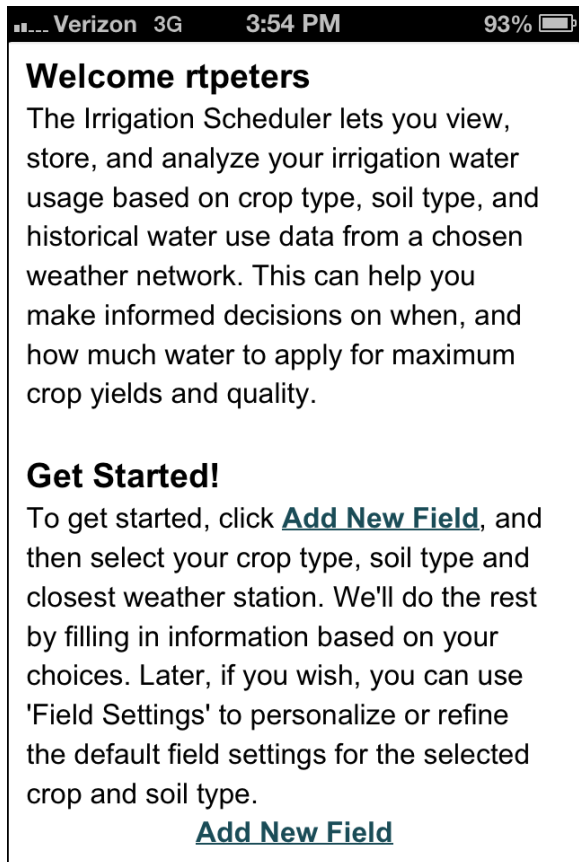 Verizon 3G 3:54 PM 93%
Welcome rtpeters
The Irrigation Scheduler lets you view,
store, and analyze your irrigation water
usage based on crop type, soil type, and
historical water use data from a chosen
weather network. This can help you
make informed decisions on when, and
how much water to apply for maximum
crop yields and quality.
Get Started!
To get started, click Add New Field, and
then select your crop type, soil type and
closest weather station. We'll do the rest
by filling in information based on your
choices. Later, if you wish, you can use
'Field Settings' to personalize or refine
the default field settings for the selected
crop and soil type.
Add New Field